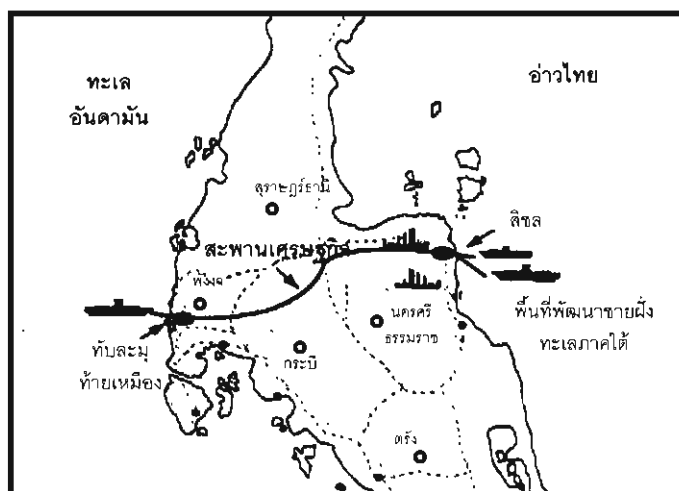 ทะเล
อันดามัน
อ่าวไทย
สุราษฎร์ธานี
สิชล
สะพานเศรษฐกิจ
พังงา
นครศรี
ธรรมราช
พื้นที่พัฒนาชายฝั่ง
ทะเลภาคใต้
ทับละมุ
ท้ายเหมือง
กระบี่
ตรัง